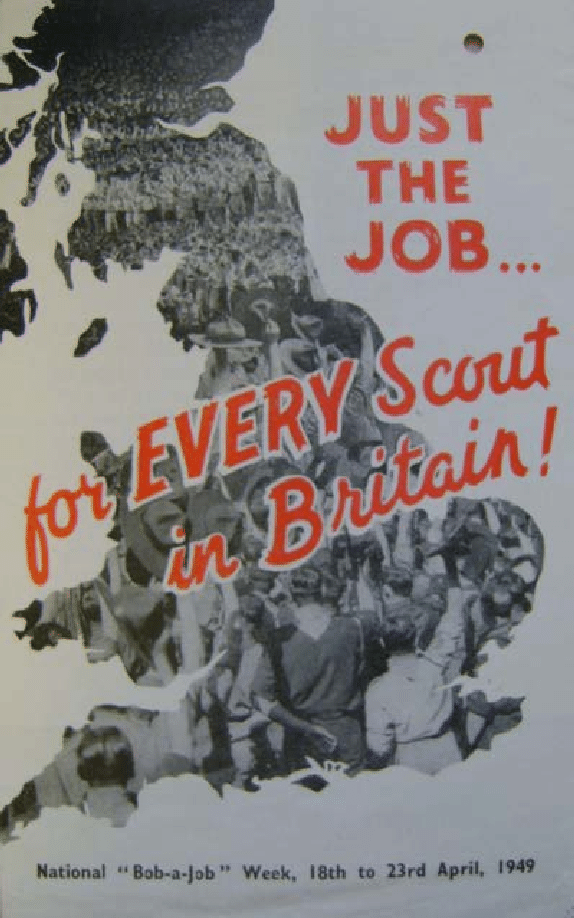 JUST
THE
JOB...
for EVERY Scout
in Britain!
National "Bob-a-Job" Week, 18th to 23rd April, 1949